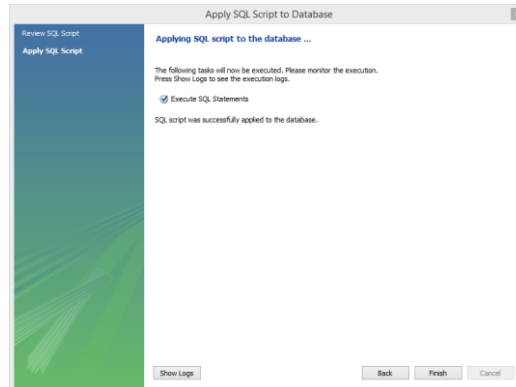 Apply SQL Script to Database
Review SQL Script
Apply SQL Script
Applying SQL script to the database ...
The following tasks will now be executed. Please monitor the execution.
Press Show Logs to see the execution logs.
Execute SQL Statements
SQL script was successfully applied to the database.
Show Logs
Back
Finish
Cancel